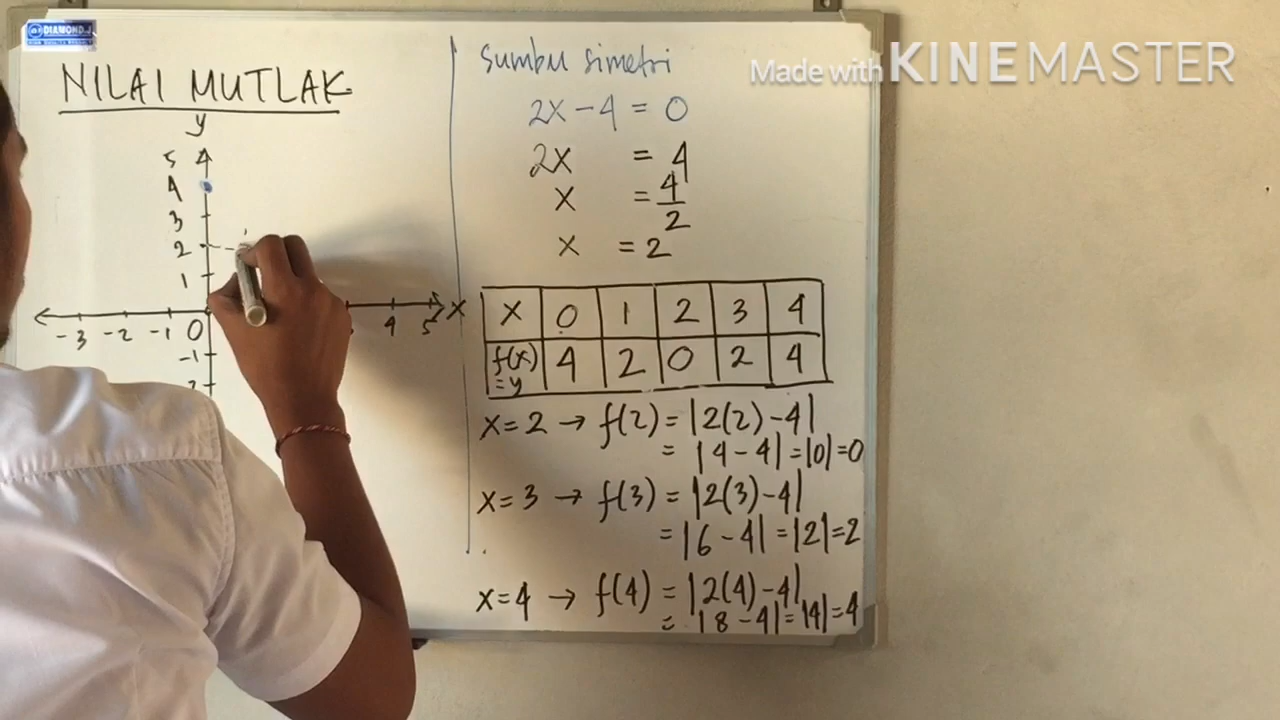 DIAMOND
NILAI MUTLAK
y
5
4
3
2
1
-3 -2 -1 0 4 5 x
-1
Sumbu simetri
2x - 4 = 0
2x = 4
x = 4/2
x = 2
x 0 1 2 3 4
f(x) = y 4 2 0 2 4
x = 2 → f(2) = |2(2) - 4|
= |4 - 4| = |0| = 0
x = 3 → f(3) = |2(3) - 4|
= |6 - 4| = |2| = 2
x = 4 → f(4) = |2(4) - 4|
= |8 - 4| = |4| = 4
Made with KINEMASTER